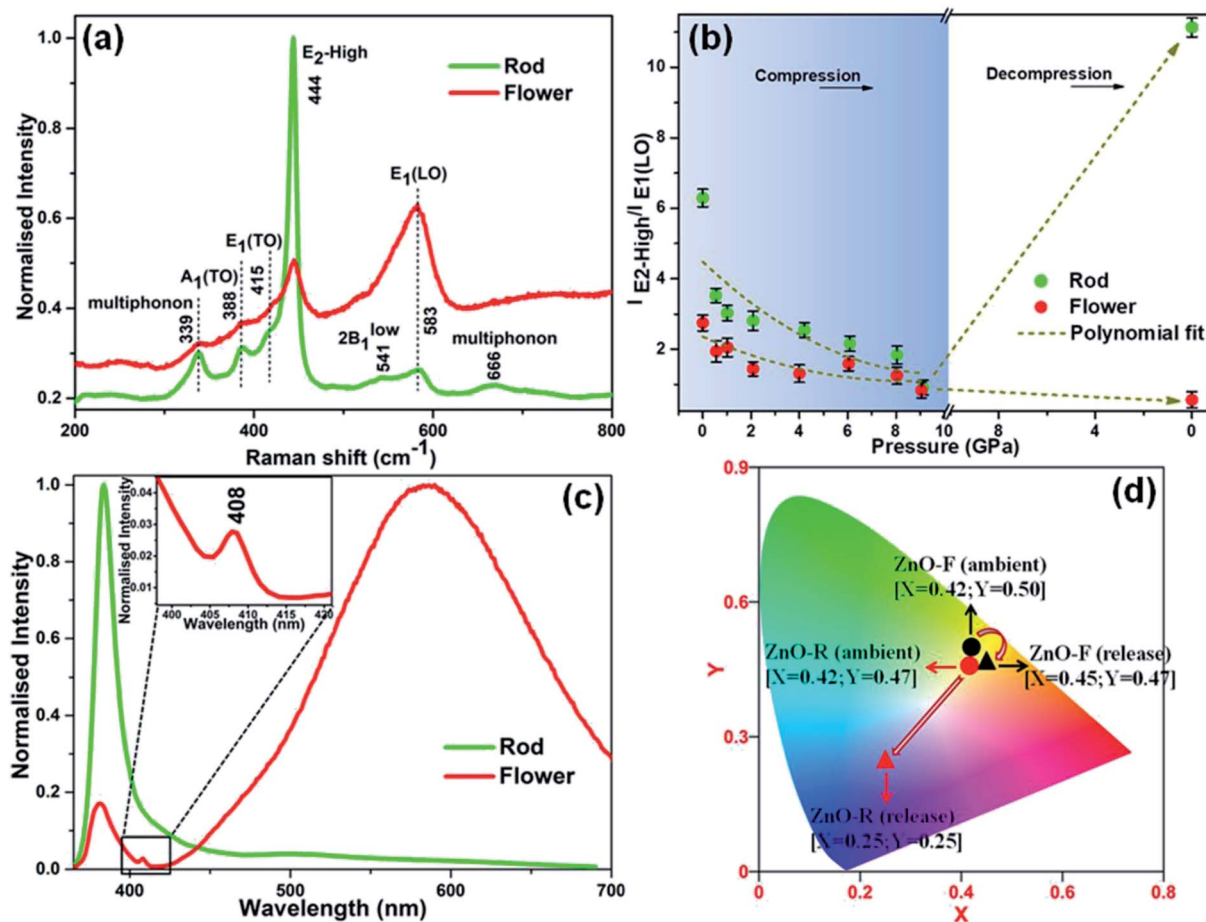 (a)
E2-High
444
Rod
Flower
E1(LO)
E1(TO)
A1(TO)
415
388
multiphonon
339
2B1low
541
583
multiphonon
666
1.0
0.8
0.6
0.4
0.2
Normalised Intensity
200 300 400 500 600 700 800
Raman shift (cm-1)
(b)
Compression
Decompression
Rod
Flower
Polynomial fit
I E2-High/I E1(LO)
10
8
6
4
2
0 2 4 6 8 10 8 4 0
Pressure (GPa)
(c)
408
0.04
0.03
0.02
0.01
Normalised Intensity
400 405 410 415 420
Wavelength (nm)
Rod
Flower
1.0
0.8
0.6
0.4
0.2
0.0
Normalised Intensity
400 500 600 700
Wavelength (nm)
(d)
0.9
0.6
0.3
0
Y
ZnO-F (ambient)
[X=0.42;Y=0.50]
ZnO-R (ambient)
[X=0.42;Y=0.47]
ZnO-F (release)
[X=0.45;Y=0.47]
ZnO-R (release)
[X=0.25;Y=0.25]
0 0.2 0.4 0.6 0.8
X